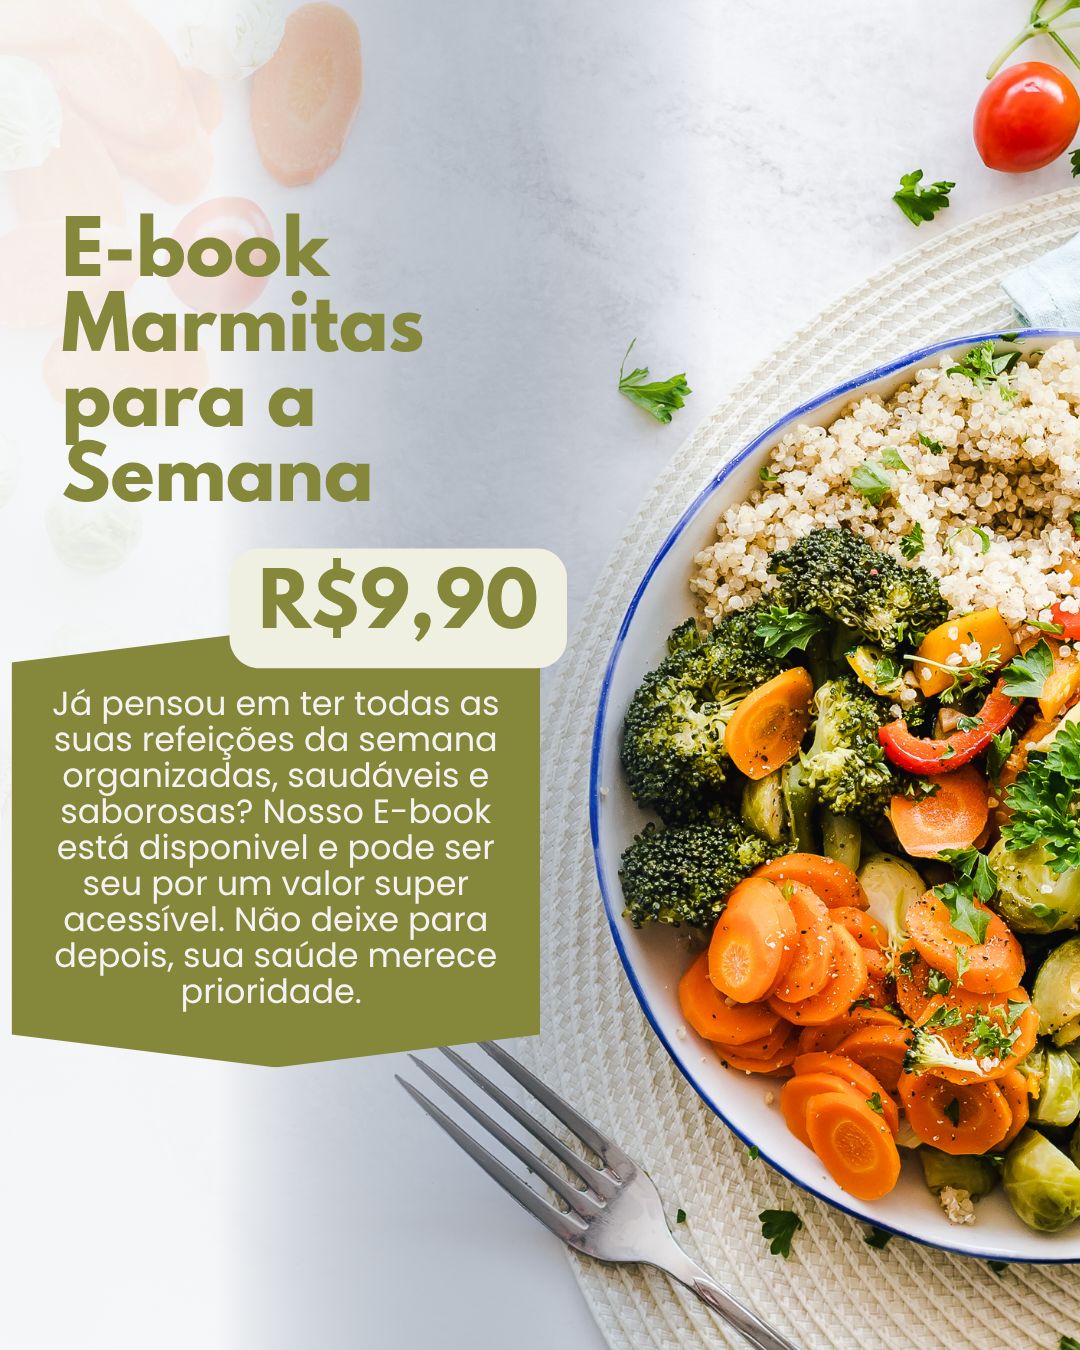 E-book
Marmitas
para a
Semana
R$9,90
Já pensou em ter todas as
suas refeições da semana
organizadas, saudáveis e
saborosas? Nosso E-book
está disponivel e pode ser
seu por um valor super
acessível. Não deixe para
depois, sua saúde merece
prioridade.